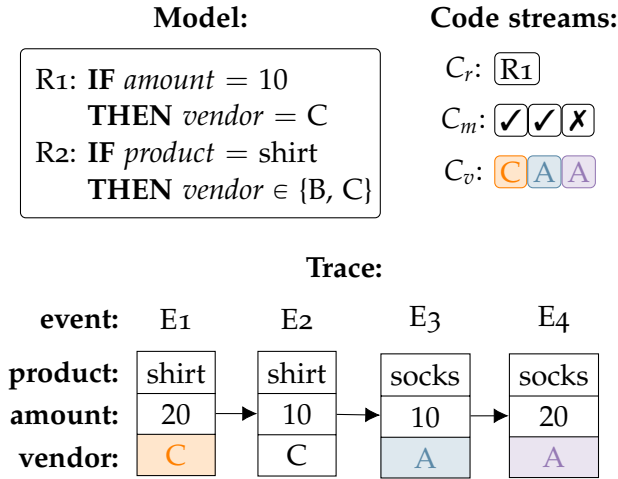 Model:
R1: IF amount = 10
THEN vendor = C
R2: IF product = shirt
THEN vendor ∈ {B, C}
Code streams:
Cr: R1
Cm: ✓ ✓ ✗
Cv: C A A
Trace:
event: E1 E2 E3 E4
product: shirt shirt socks socks
amount: 20 10 10 20
vendor: C C A A